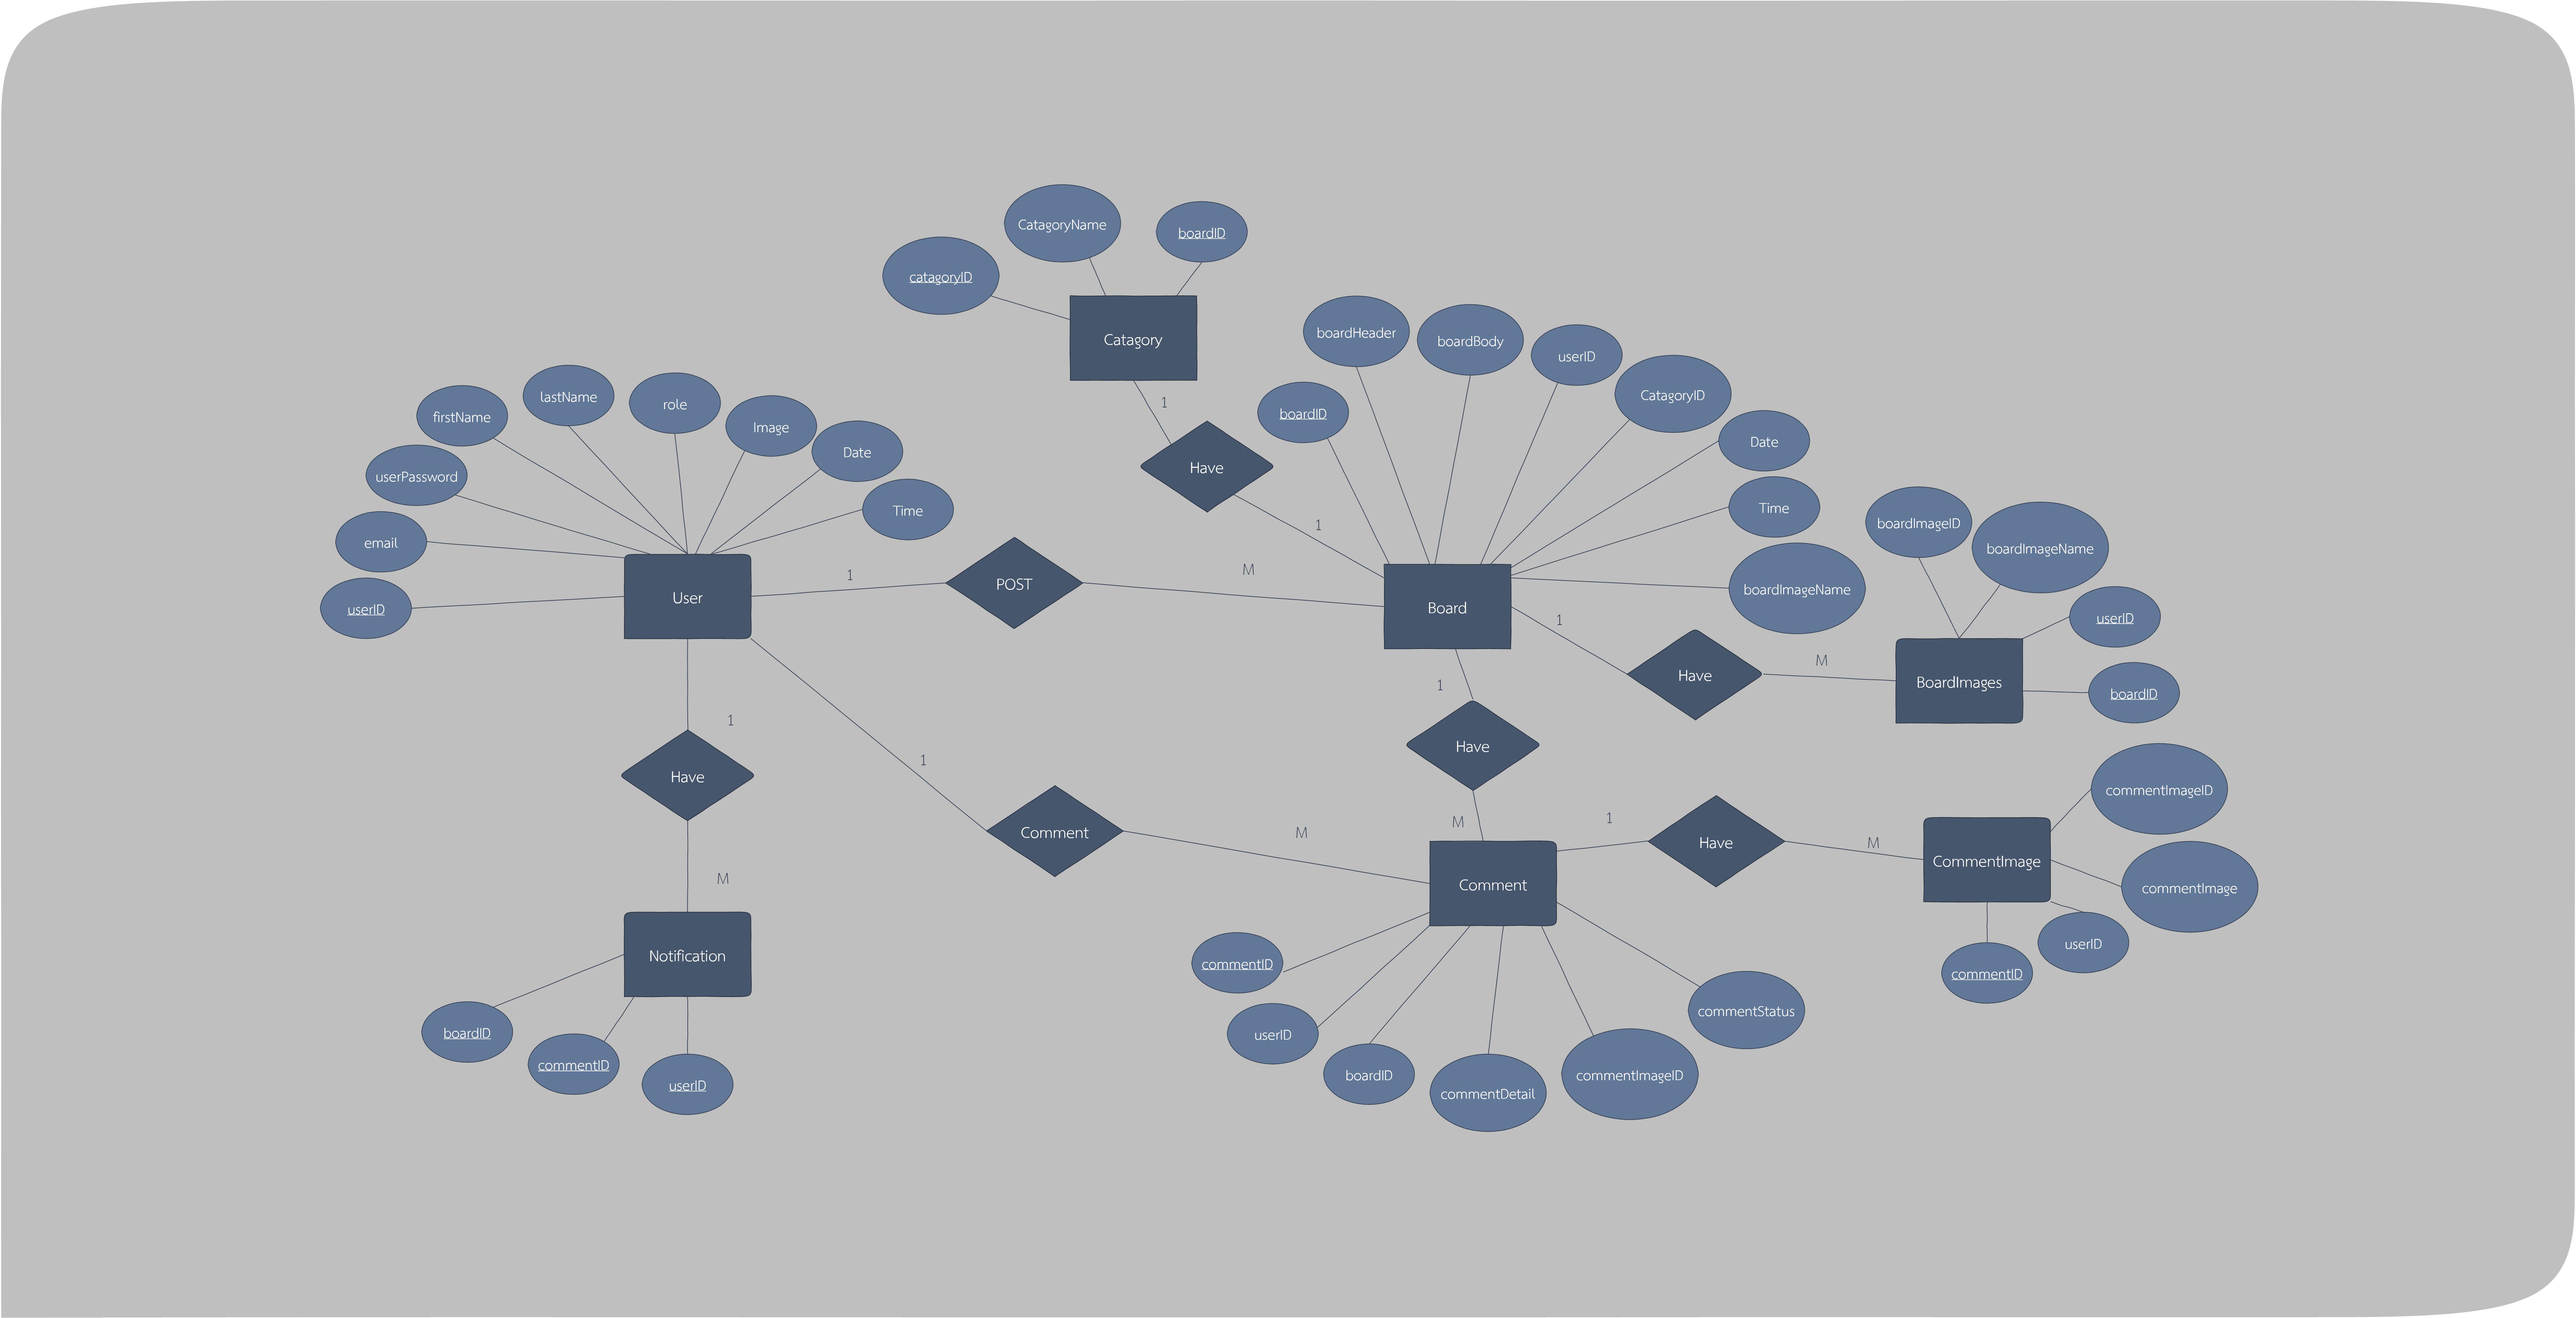 CatagoryName
boardID
catagoryID
Catagory
boardHeader
boardBody
userID
CatagoryID
boardID
Date
Time
boardImageName
1
Have
1
firstName
lastName
role
Image
Date
Time
userPassword
email
userID
User
1
POST
M
Board
1
Have
M
boardImageID
boardImageName
userID
boardID
BoardImages
1
Have
M
1
Have
M
Notification
boardID
commentID
userID
1
Comment
M
Comment
1
Have
M
CommentImage
commentImageID
commentImage
userID
commentID
commentID
userID
boardID
commentDetail
commentImageID
commentStatus